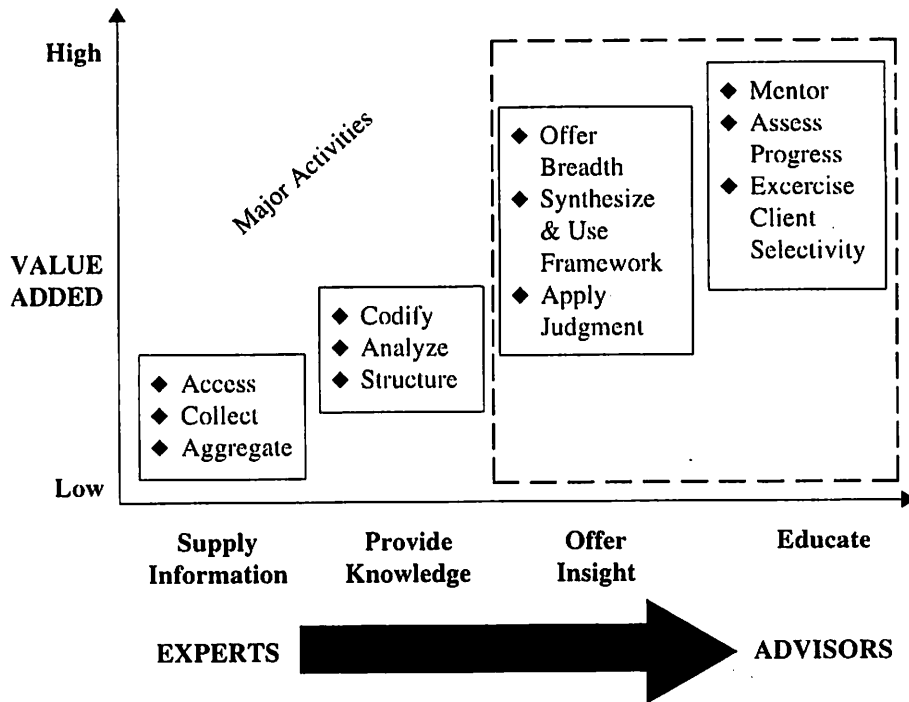 High
Major Activities
VALUE
ADDED
Low
◆ Access
◆ Collect
◆ Aggregate
◆ Codify
◆ Analyze
◆ Structure
◆ Offer
Breadth
◆ Synthesize
& Use
Framework
◆ Apply
Judgment
◆ Mentor
◆ Assess
Progress
◆ Excercise
Client
Selectivity
Supply
Information
Provide
Knowledge
Offer
Insight
Educate
EXPERTS
ADVISORS